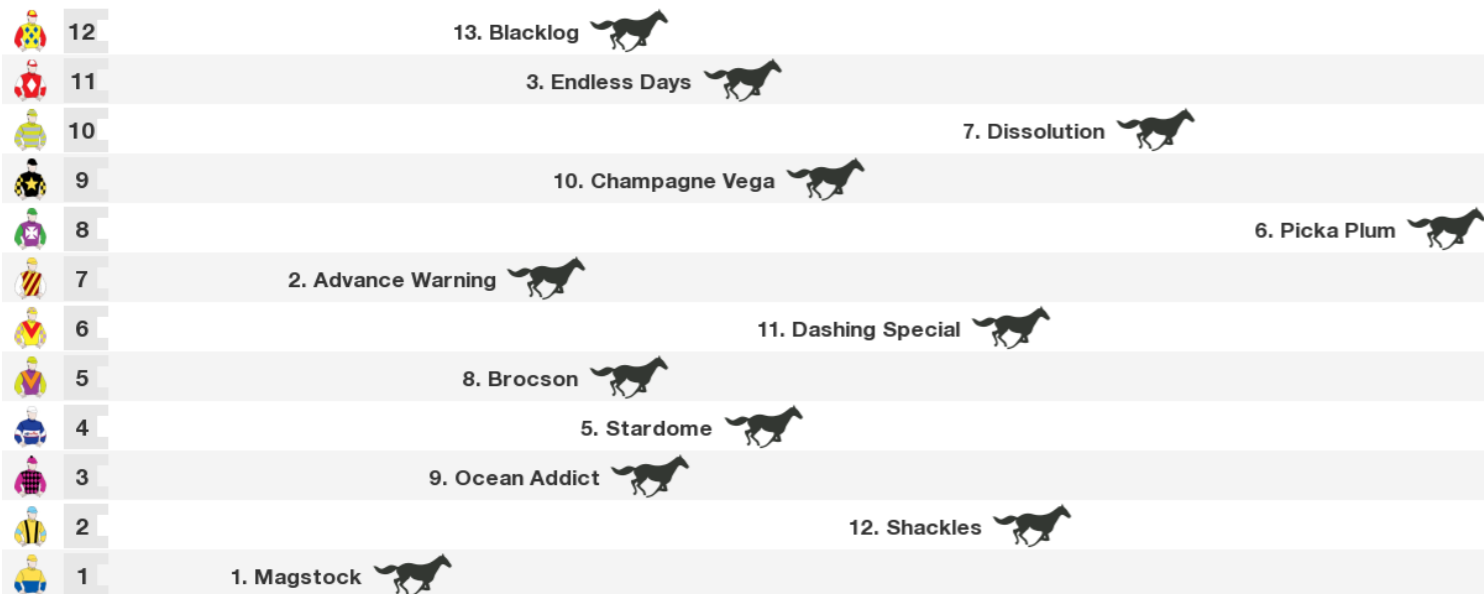 12 13. Blacklog
11 3. Endless Days
10 7. Dissolution
9 10. Champagne Vega
8 6. Picka Plum
7 2. Advance Warning
6 11. Dashing Special
5 8. Brocson
4 5. Stardome
3 9. Ocean Addict
2 12. Shackles
1 1. Magstock